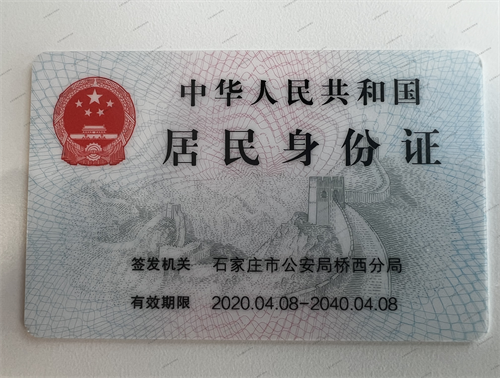 中华人民共和国
居民身份证
签发机关 石家庄市公安局桥西分局
有效期限 2020.04.08-2040.04.08